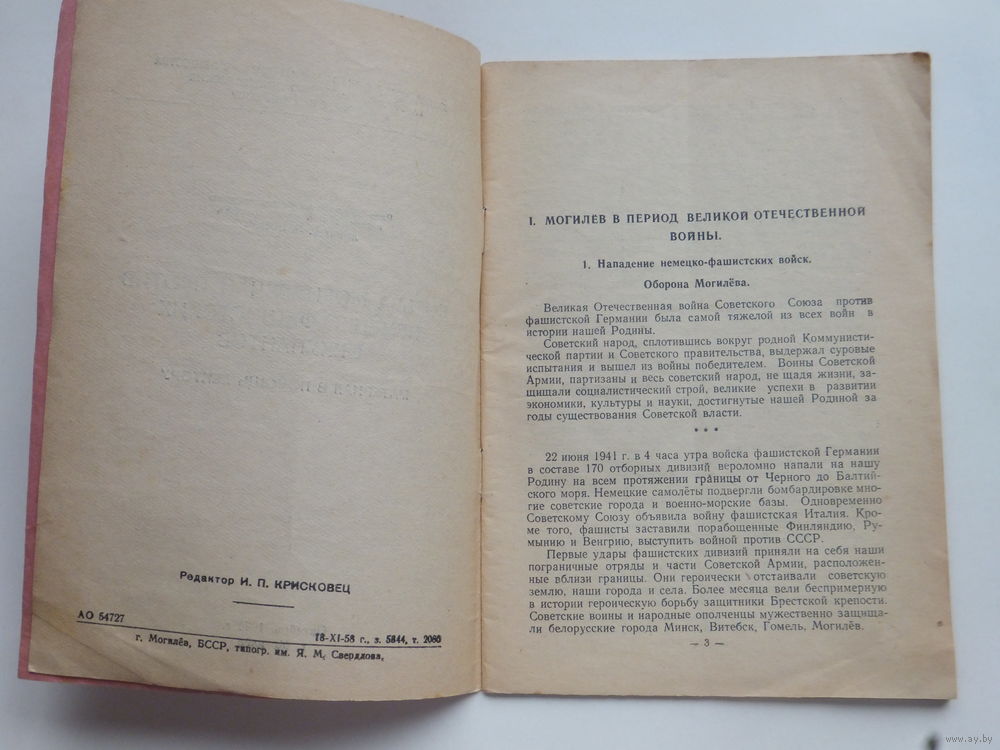 Редактор И. П. КРИСКОВЕЦ
АО 54727
18-XI-58 г., з. 5844, т. 2060
г. Могилёв, БССР, типогр. им. Я. М. Свердлова.
I. МОГИЛЕВ В ПЕРИОД ВЕЛИКОЙ ОТЕЧЕСТВЕННОЙ
ВОЙНЫ.
1. Нападение немецко-фашистских войск.
Оборона Могилёва.
Великая Отечественная война Советского Союза против
фашистской Германии была самой тяжелой из всех войн в
истории нашей Родины.
Советский народ, сплотившись вокруг родной Коммунисти-
ческой партии и Советского правительства, выдержал суровые
испытания и вышел из войны победителем. Воины Советской
Армии, партизаны и весь советский народ, не щадя жизни, за-
щищали социалистический строй, великие успехи в развитии
экономики, культуры и науки, достигнутые нашей Родиной за
годы существования Советской власти.
* * *
22 июня 1941 г. в 4 часа утра войска фашистской Германии
в составе 170 отборных дивизий вероломно напали на нашу
Родину на всем протяжении границы от Черного до Балтий-
ского моря. Немецкие самолёты подвергли бомбардировке мно-
гие советские города и военно-морские базы. Одновременно
Советскому Союзу объявила войну фашистская Италия. Кро-
ме того, фашисты заставили порабощенные Финляндию, Ру-
мынию и Венгрию, выступить войной против СССР.
Первые удары фашистских дивизий приняли на себя наши
пограничные отряды и части Советской Армии, расположен-
ные вблизи границы. Они героически отстаивали советскую
землю, наши города и села. Более месяца вели беспримерную
в истории героическую борьбу защитники Брестской крепости.
Советские воины и народные ополченцы мужественно защища-
ли белорусские города Минск, Витебск, Гомель, Могилёв.
— 3 —
www.ay.by